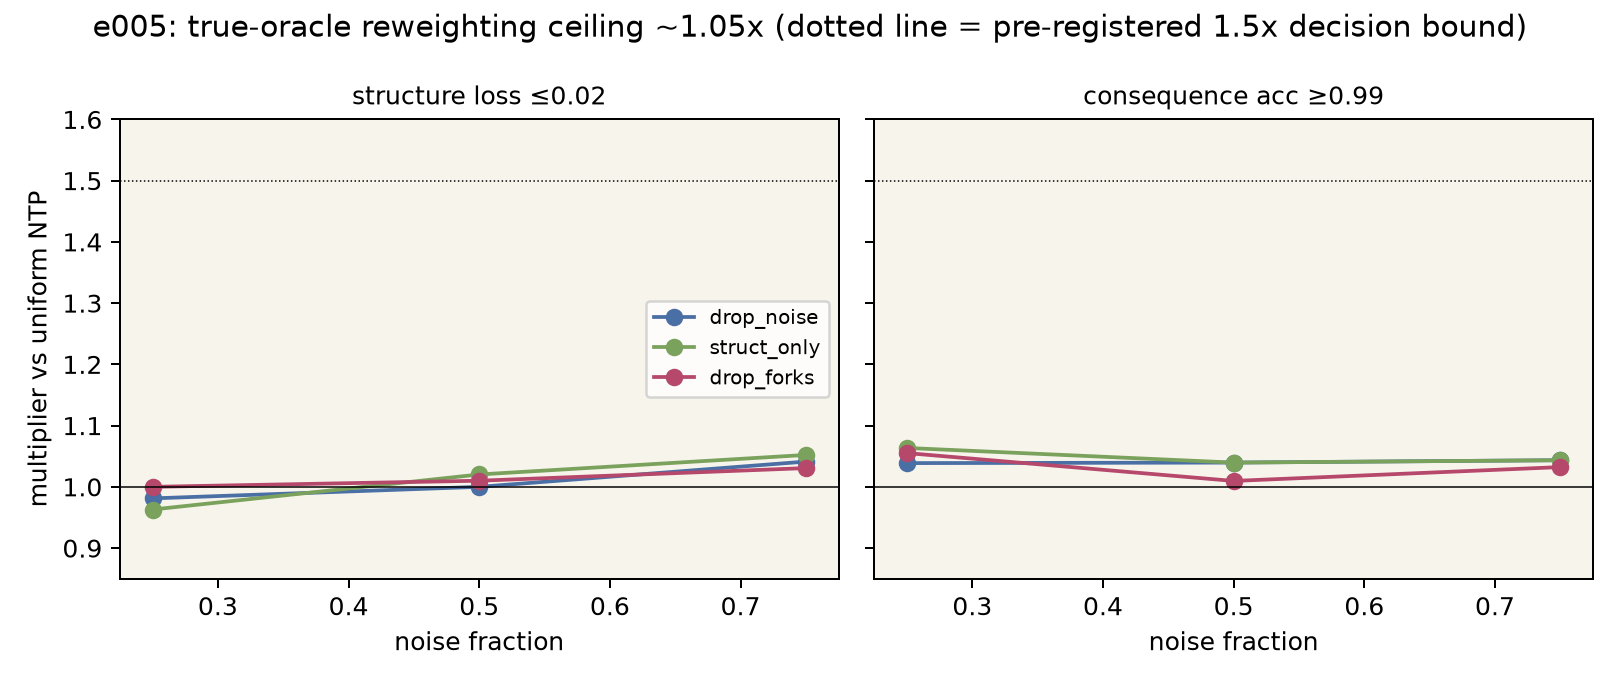 e005: true-oracle reweighting ceiling ~1.05x (dotted line = pre-registered 1.5x decision bound)
structure loss ≤0.02
consequence acc ≥0.99
multiplier vs uniform NTP
1.6
1.5
1.4
1.3
1.2
1.1
1.0
0.9
drop_noise
struct_only
drop_forks
0.3 0.4 0.5 0.6 0.7
0.3 0.4 0.5 0.6 0.7
noise fraction
noise fraction